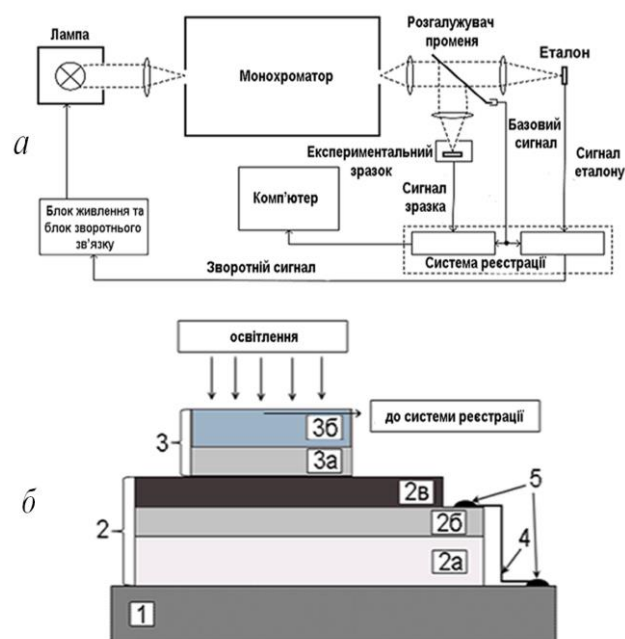 Лампа
Монохроматор
Розгалужувач
променя
Еталон
а
Експериментальний
зразок
Базовий
сигнал
Сигнал
еталону
Комп'ютер
Сигнал
зразка
Блок живлення та
блок зворотнього
зв'язку
Система реєстрації
Зворотній сигнал
освітлення
до системи реєстрації
3
3б
3а
б
2
2в
2б
2а
5
4
1